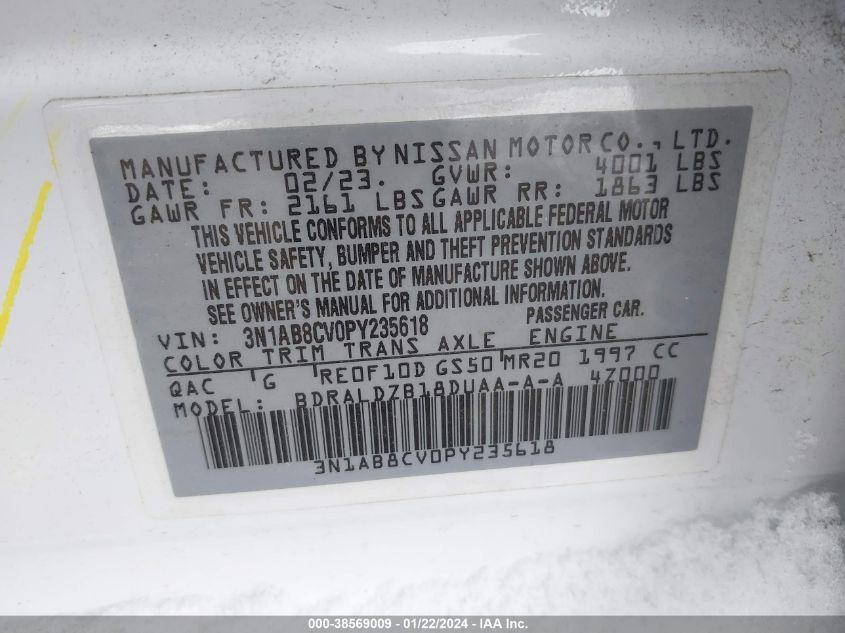 MANUFACTURED BY NISSAN MOTOR CO., LTD.
DATE: 02/23. GVWR: 4001 LBS
GAWR FR: 2161 LBS GAWR RR: 1863 LBS
THIS VEHICLE CONFORMS TO ALL APPLICABLE FEDERAL MOTOR
VEHICLE SAFETY, BUMPER AND THEFT PREVENTION STANDARDS
IN EFFECT ON THE DATE OF MANUFACTURE SHOWN ABOVE.
SEE OWNER'S MANUAL FOR ADDITIONAL INFORMATION.
VIN: 3N1AB8CV0PY235618 PASSENGER CAR.
COLOR TRIM TRANS AXLE ENGINE
QAC G RE0F10D GS50 MR20 1997 CC
MODEL: BDRALDZB18DUAA-A-A 47000
3N1AB8CV0PY235618
000-38569009 - 01/22/2024 - IAA Inc.